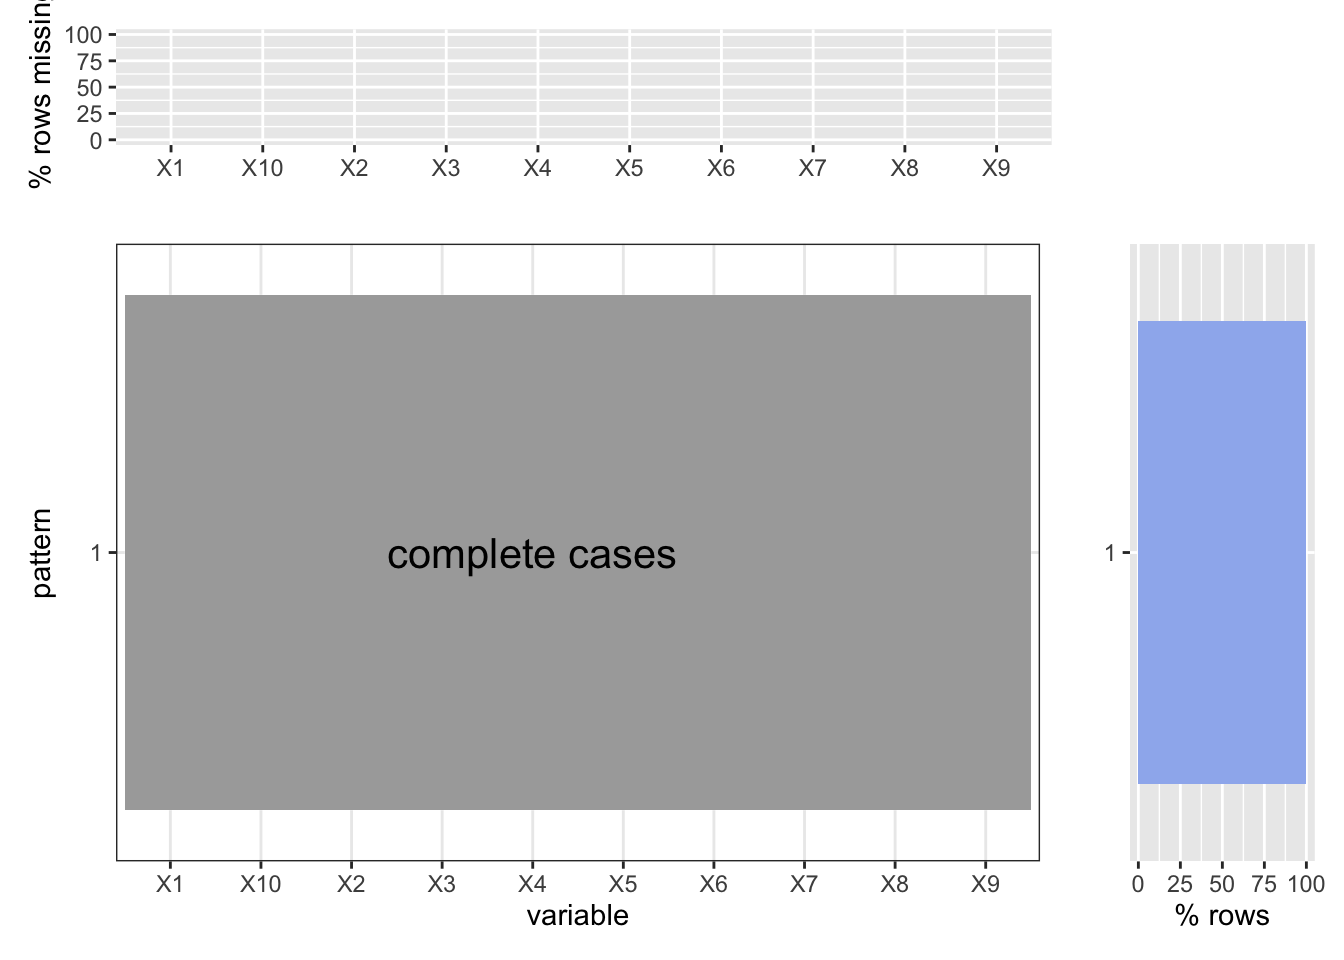 % rows missing
100
75
50
25
0
X1 X10 X2 X3 X4 X5 X6 X7 X8 X9
pattern
1
complete cases
X1 X10 X2 X3 X4 X5 X6 X7 X8 X9
variable
1
0 25 50 75 100
% rows